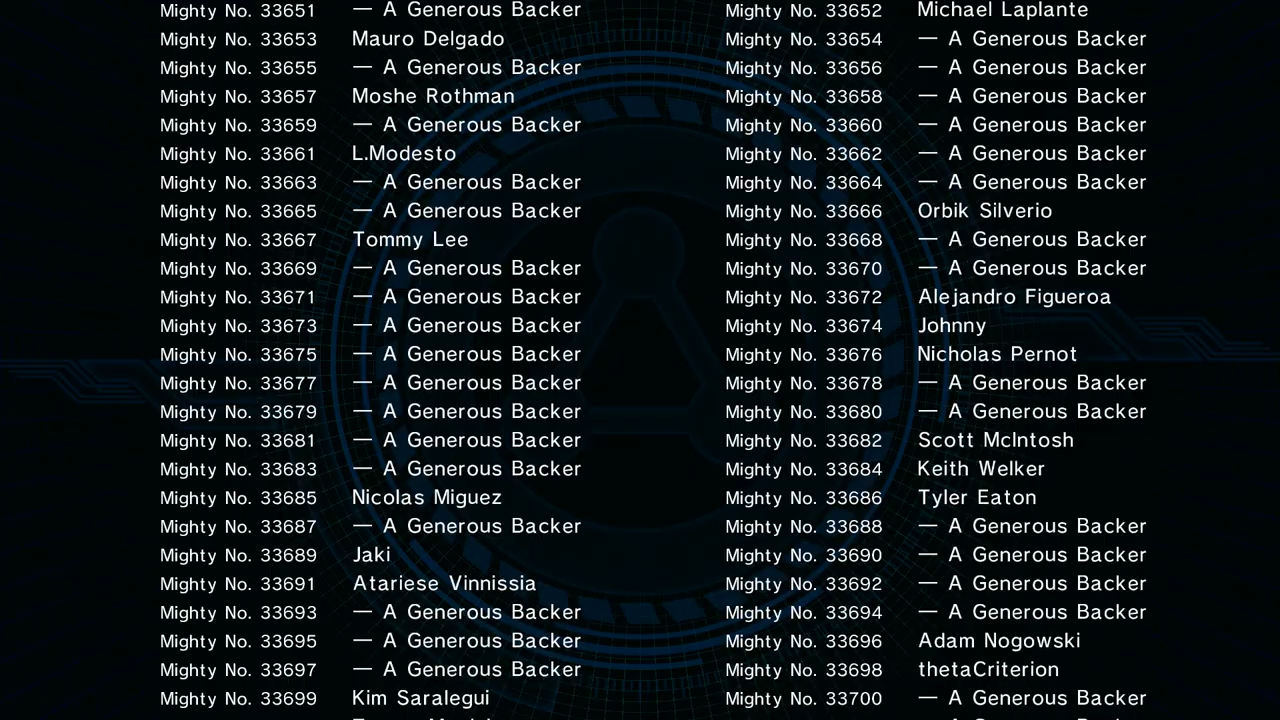 Mighty No. 33651 — A Generous Backer Mighty No. 33652 Michael Laplante
Mighty No. 33653 Mauro Delgado Mighty No. 33654 — A Generous Backer
Mighty No. 33655 — A Generous Backer Mighty No. 33656 — A Generous Backer
Mighty No. 33657 Moshe Rothman Mighty No. 33658 — A Generous Backer
Mighty No. 33659 — A Generous Backer Mighty No. 33660 — A Generous Backer
Mighty No. 33661 L.Modesto Mighty No. 33662 — A Generous Backer
Mighty No. 33663 — A Generous Backer Mighty No. 33664 — A Generous Backer
Mighty No. 33665 — A Generous Backer Mighty No. 33666 Orbik Silverio
Mighty No. 33667 Tommy Lee Mighty No. 33668 — A Generous Backer
Mighty No. 33669 — A Generous Backer Mighty No. 33670 — A Generous Backer
Mighty No. 33671 — A Generous Backer Mighty No. 33672 Alejandro Figueroa
Mighty No. 33673 — A Generous Backer Mighty No. 33674 Johnny
Mighty No. 33675 — A Generous Backer Mighty No. 33676 Nicholas Pernot
Mighty No. 33677 — A Generous Backer Mighty No. 33678 — A Generous Backer
Mighty No. 33679 — A Generous Backer Mighty No. 33680 — A Generous Backer
Mighty No. 33681 — A Generous Backer Mighty No. 33682 Scott McIntosh
Mighty No. 33683 — A Generous Backer Mighty No. 33684 Keith Welker
Mighty No. 33685 Nicolas Miguez Mighty No. 33686 Tyler Eaton
Mighty No. 33687 — A Generous Backer Mighty No. 33688 — A Generous Backer
Mighty No. 33689 Jaki Mighty No. 33690 — A Generous Backer
Mighty No. 33691 Atariese Vinnissia Mighty No. 33692 — A Generous Backer
Mighty No. 33693 — A Generous Backer Mighty No. 33694 — A Generous Backer
Mighty No. 33695 — A Generous Backer Mighty No. 33696 Adam Nogowski
Mighty No. 33697 — A Generous Backer Mighty No. 33698 thetaCriterion
Mighty No. 33699 Kim Saralegui Mighty No. 33700 — A Generous Backer